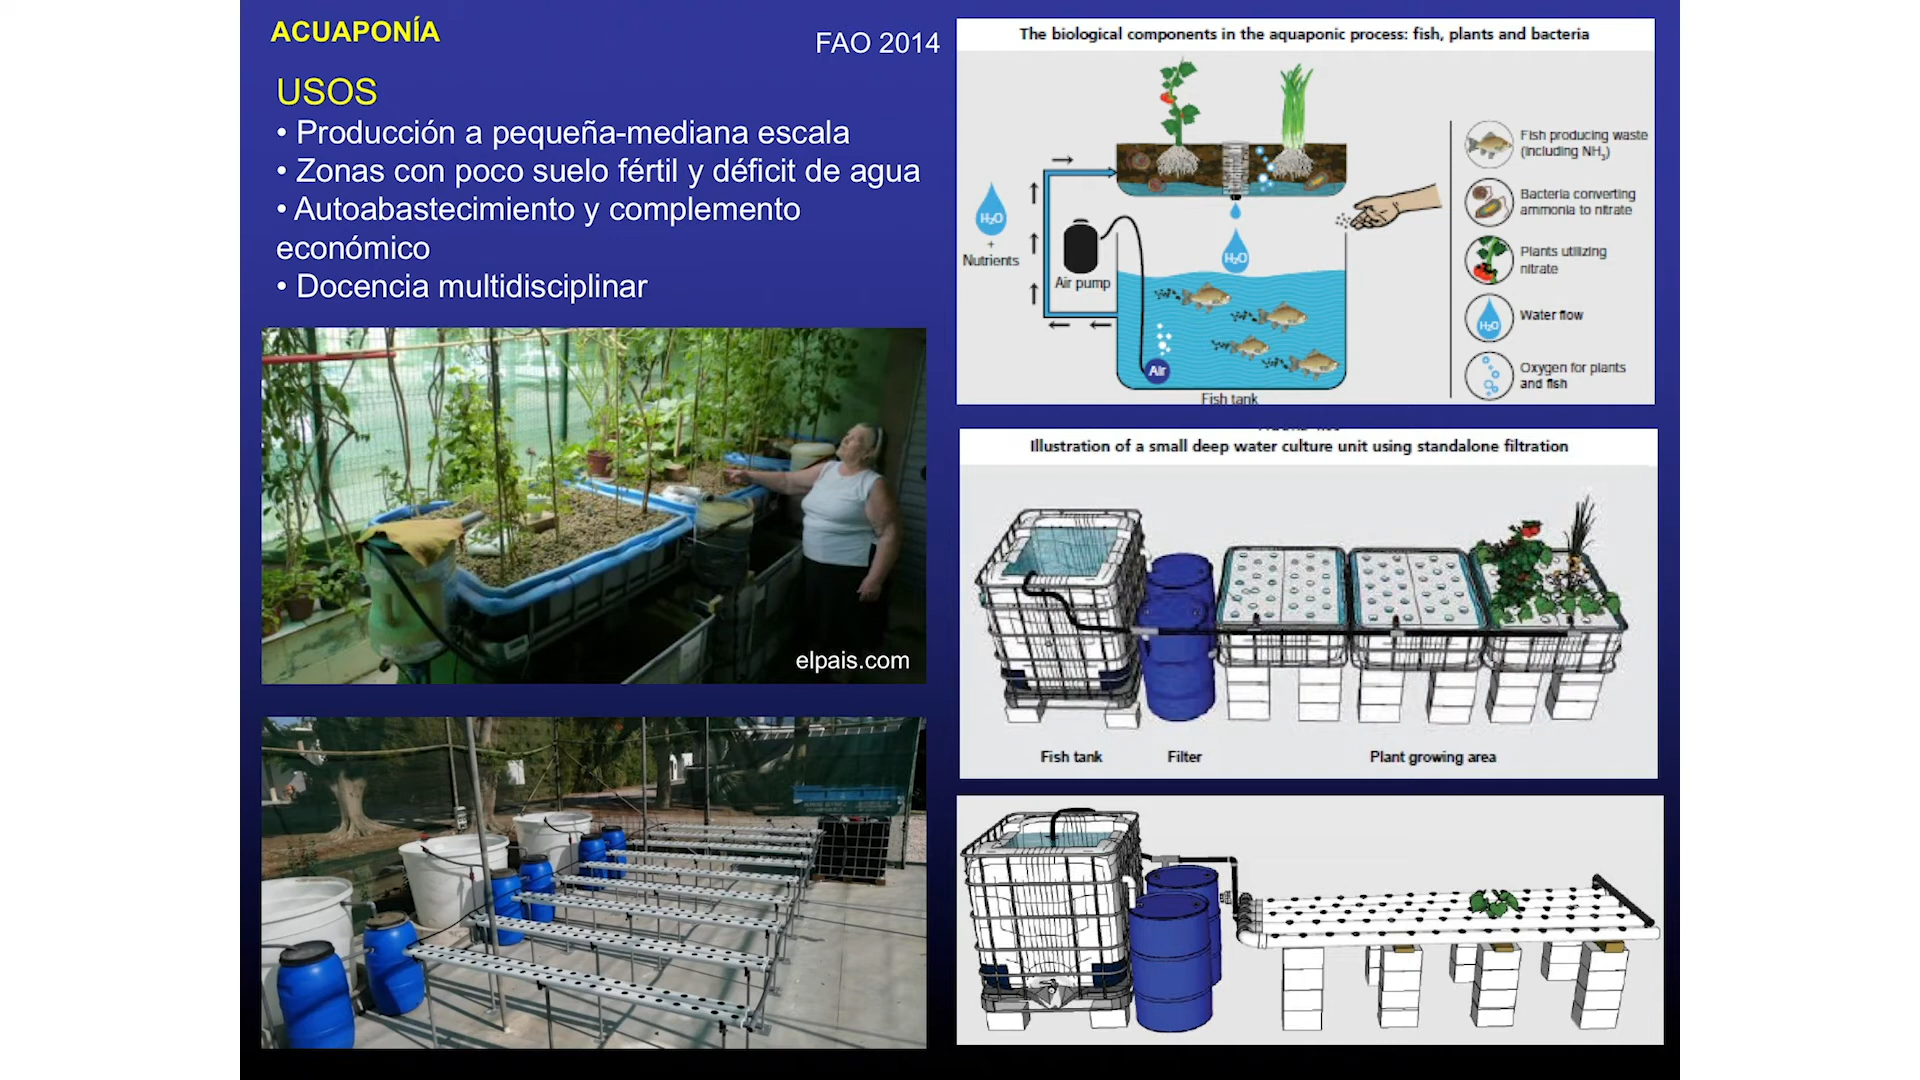 ACUAPONÍA
FAO 2014
USOS
• Producción a pequeña-mediana escala
• Zonas con poco suelo fértil y déficit de agua
• Autoabastecimiento y complemento
económico
• Docencia multidisciplinar
elpais.com
The biological components in the aquaponic process: fish, plants and bacteria
H₂O
+
Nutrients
Air pump
H₂O
Air
Fish tank
Fish producing waste
(including NH₃)
Bacteria converting
ammonia to nitrate
Plants utilizing
nitrate
H₂O
Water flow
Oxygen for plants
and fish
Illustration of a small deep water culture unit using standalone filtration
Fish tank
Filter
Plant growing area